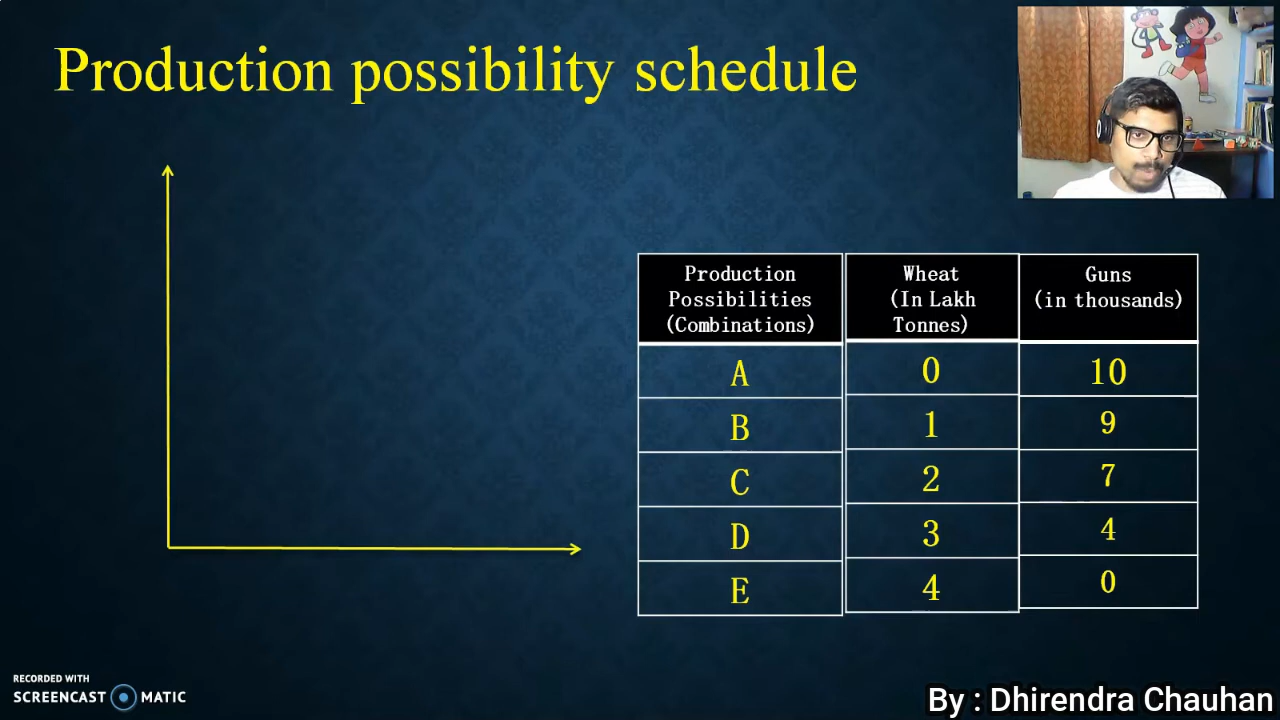 Production possibility schedule
Production
Possibilities
(Combinations)
Wheat
(In Lakh
Tonnes)
Guns
(in thousands)
A 0 10
B 1 9
C 2 7
D 3 4
E 4 0
RECORDED WITH
SCREENCAST MATIC
By : Dhirendra Chauhan